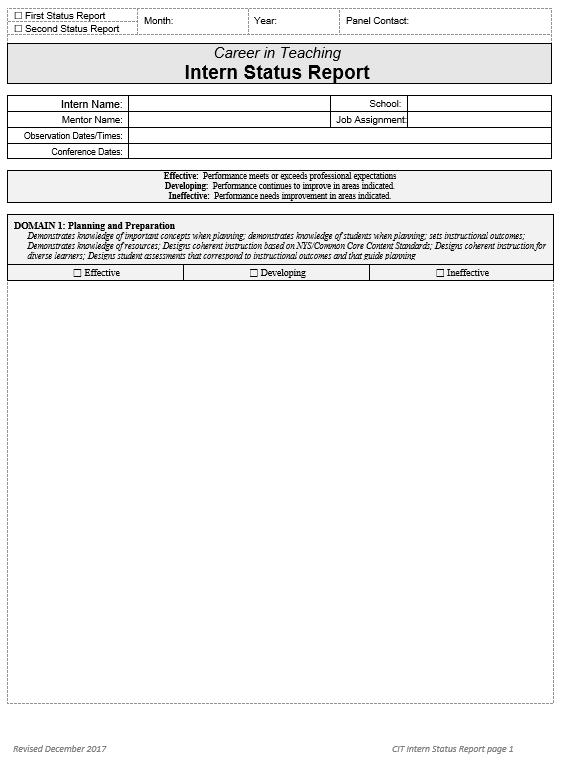 ☐ First Status Report
☐ Second Status Report
Month:
Year:
Panel Contact:
Career in Teaching
Intern Status Report
Intern Name:
School:
Mentor Name:
Job Assignment:
Observation Dates/Times:
Conference Dates:
Effective: Performance meets or exceeds professional expectations
Developing: Performance continues to improve in areas indicated.
Ineffective: Performance needs improvement in areas indicated.
DOMAIN 1: Planning and Preparation
Demonstrates knowledge of important concepts when planning; demonstrates knowledge of students when planning; sets instructional outcomes;
Demonstrates knowledge of resources; Designs coherent instruction based on NYS/Common Core Content Standards; Designs coherent instruction for
diverse learners; Designs student assessments that correspond to instructional outcomes and that guide planning
☐ Effective
☐ Developing
☐ Ineffective
Revised December 2017
CIT Intern Status Report page 1